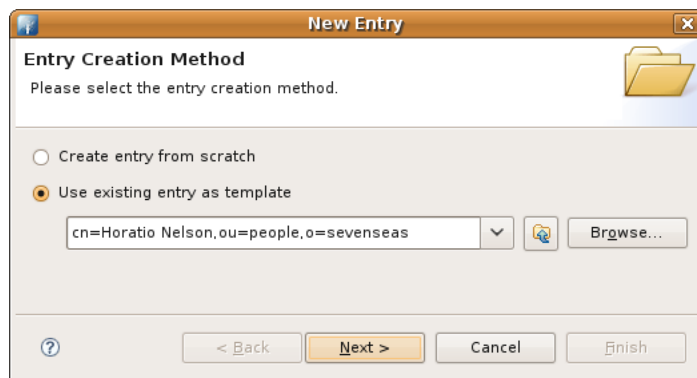 New Entry
Entry Creation Method
Please select the entry creation method.
Create entry from scratch
Use existing entry as template
cn=Horatio Nelson,ou=people,o=sevenseas
Browse...
< Back Next > Cancel Finish